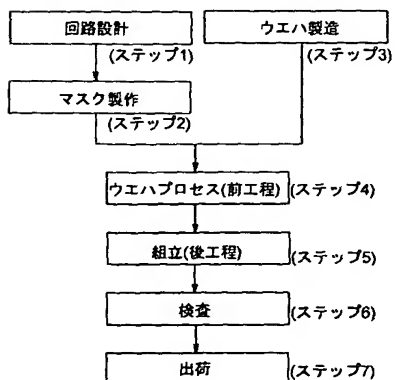 回路設計
(ステップ1)
ウエハ製造
(ステップ3)
マスク製作
(ステップ2)
ウエハプロセス(前工程)
(ステップ4)
組立(後工程)
(ステップ5)
検査
(ステップ6)
出荷
(ステップ7)